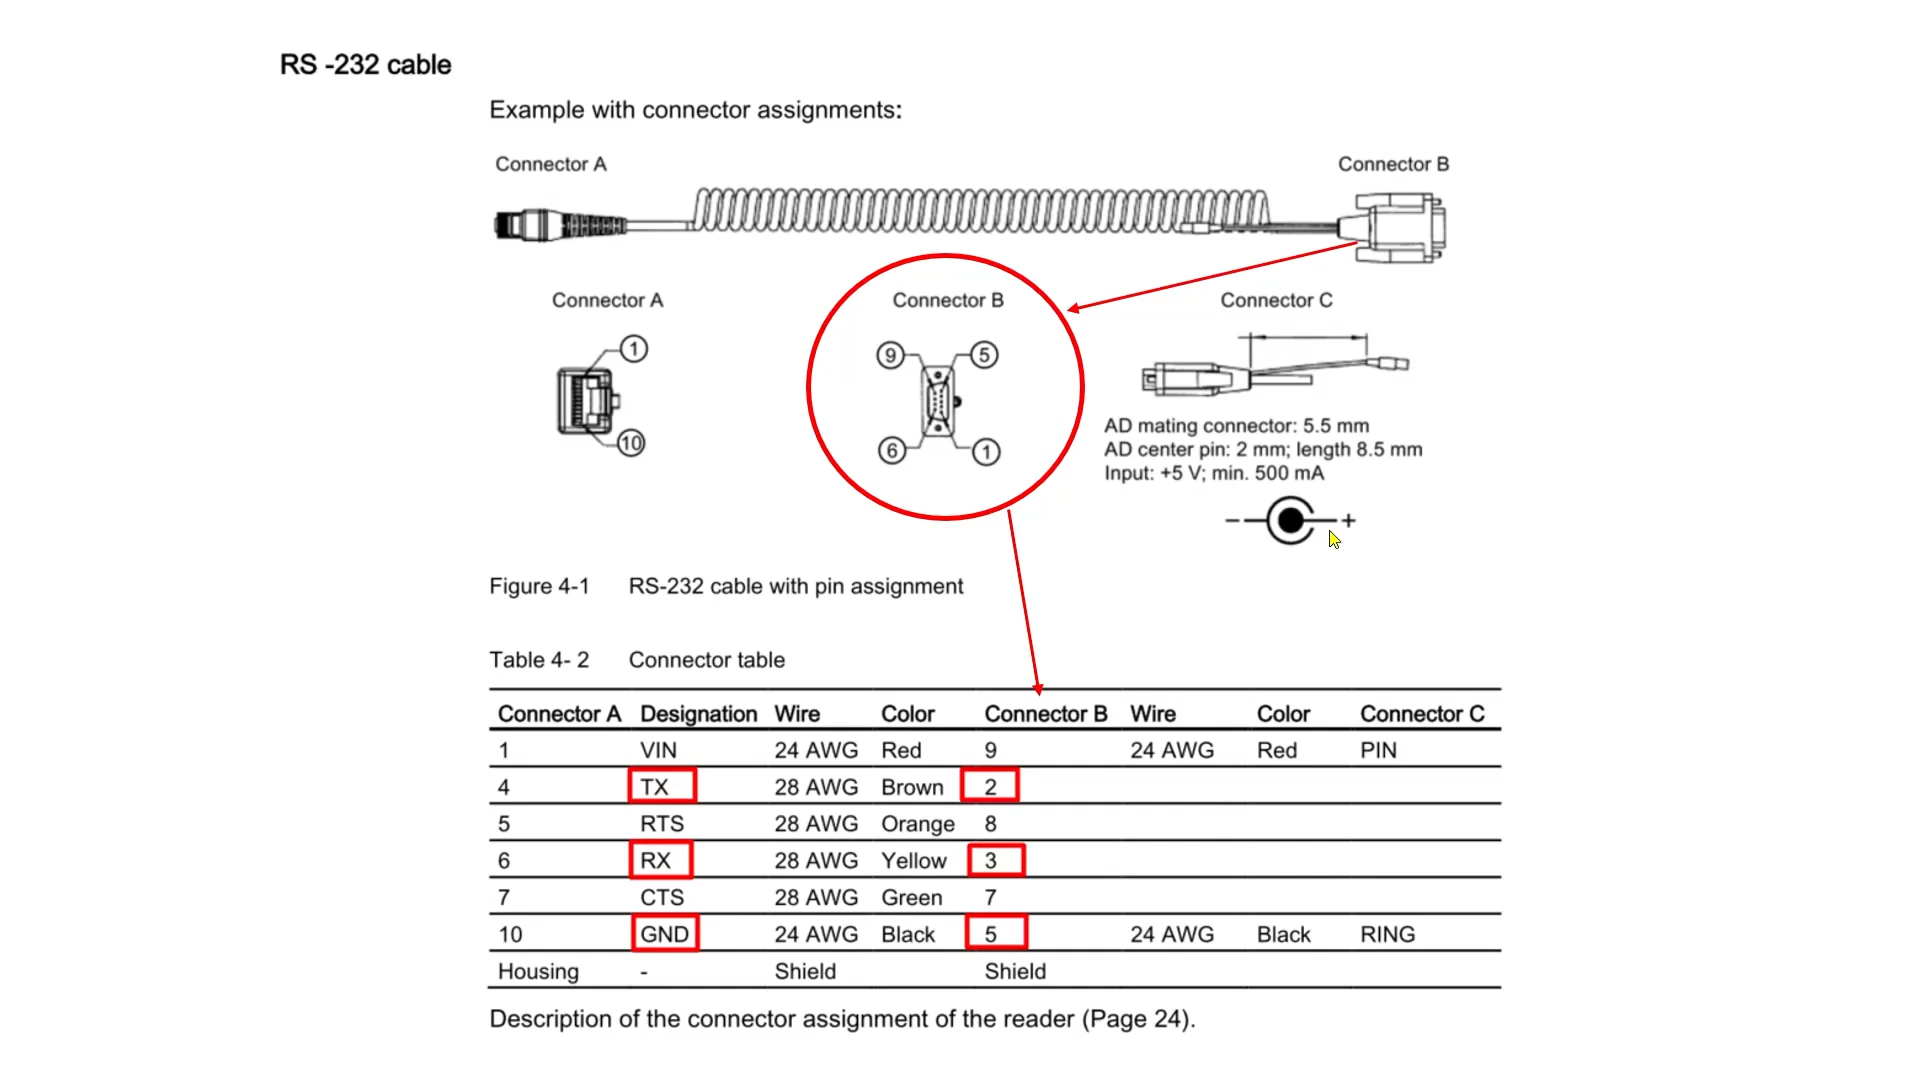 RS -232 cable
Example with connector assignments:
Connector A Connector B
Connector A Connector B Connector C
1 9 5
10 6 1
AD mating connector: 5.5 mm
AD center pin: 2 mm; length 8.5 mm
Input: +5 V; min. 500 mA
− +
Figure 4-1 RS-232 cable with pin assignment
Table 4- 2 Connector table
Connector A Designation Wire Color Connector B Wire Color Connector C
1 VIN 24 AWG Red 9 24 AWG Red PIN
4 TX 28 AWG Brown 2
5 RTS 28 AWG Orange 8
6 RX 28 AWG Yellow 3
7 CTS 28 AWG Green 7
10 GND 24 AWG Black 5 24 AWG Black RING
Housing - Shield Shield
Description of the connector assignment of the reader (Page 24).